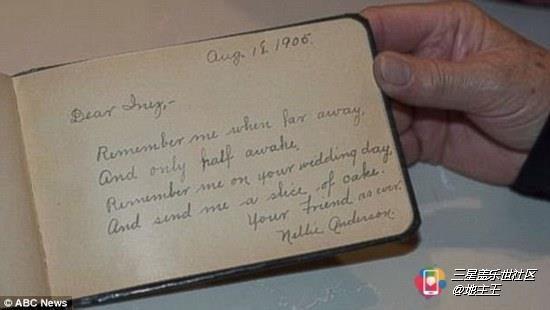 Aug. 18, 1906.
Dear Inez,-
Remember me when far away,
And only half awake,
Remember me on your wedding day,
And send me a slice of cake.
Your Friend as ever.
Nellie Anderson.
© ABC News
三星盖乐世社区
@地主王